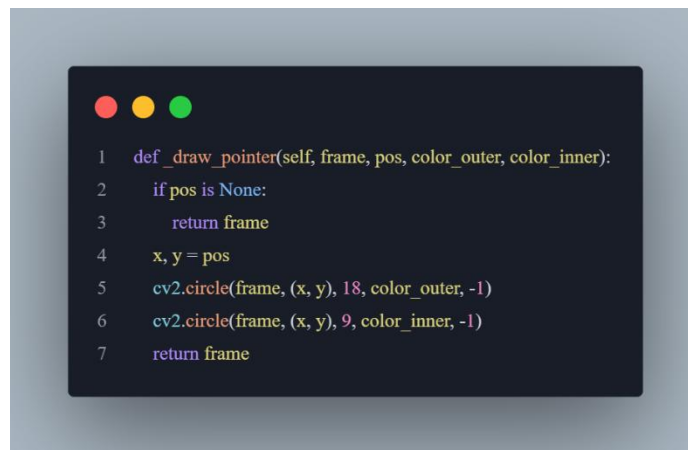 1 def _draw_pointer(self, frame, pos, color_outer, color_inner):
2 if pos is None:
3 return frame
4 x, y = pos
5 cv2.circle(frame, (x, y), 18, color_outer, -1)
6 cv2.circle(frame, (x, y), 9, color_inner, -1)
7 return frame